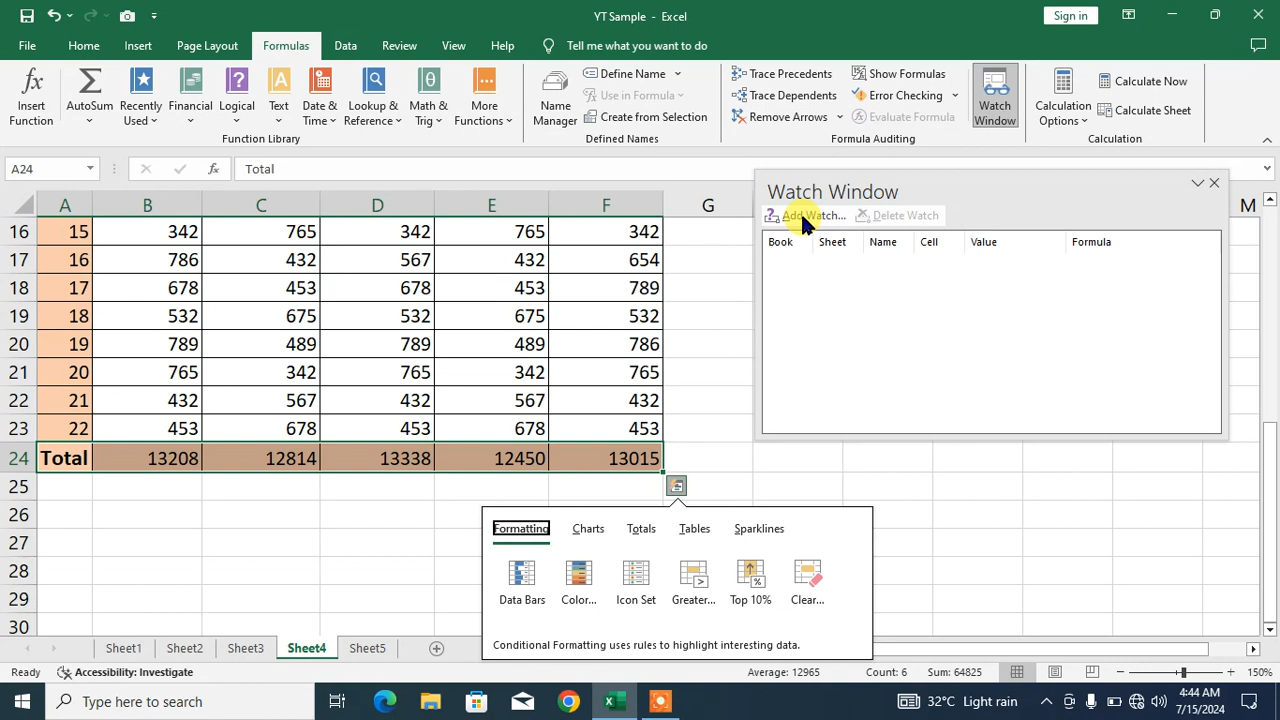 YT Sample - Excel
Sign in
File Home Insert Page Layout Formulas Data Review View Help Tell me what you want to do
Insert Function
AutoSum
Recently Used
Financial
Logical
Text
Date & Time
Lookup & Reference
Math & Trig
More Functions
Function Library
Name Manager
Define Name
Use in Formula
Create from Selection
Defined Names
Trace Precedents
Trace Dependents
Remove Arrows
Show Formulas
Error Checking
Evaluate Formula
Formula Auditing
Watch Window
Calculation Options
Calculate Now
Calculate Sheet
Calculation
A24 fx Total
A B C D E F G M
16 15 342 765 342 765 342
17 16 786 432 567 432 654
18 17 678 453 678 453 789
19 18 532 675 532 675 532
20 19 789 489 789 489 786
21 20 765 342 765 342 765
22 21 432 567 432 567 432
23 22 453 678 453 678 453
24 Total 13208 12814 13338 12450 13015
25
26
27
28
29
30
Watch Window
Add Watch... Delete Watch
Book Sheet Name Cell Value Formula
Formatting Charts Totals Tables Sparklines
Data Bars Color... Icon Set Greater... Top 10% Clear...
Conditional Formatting uses rules to highlight interesting data.
Sheet1 Sheet2 Sheet3 Sheet4 Sheet5
Ready Accessibility: Investigate Average: 12965 Count: 6 Sum: 64825 150%
Type here to search
32°C Light rain
4:44 AM
7/15/2024